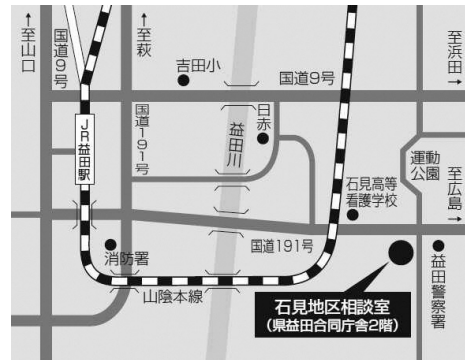 ←至山口
国道9号
←至萩
吉田小
国道9号
至浜田→
国道191号
JR益田駅
益田川
日赤
運動
公園
至広島→
石見高等
看護学校
消防署
国道191号
山陰本線
益田警察署
石見地区相談室
（県益田合同庁舎2階）